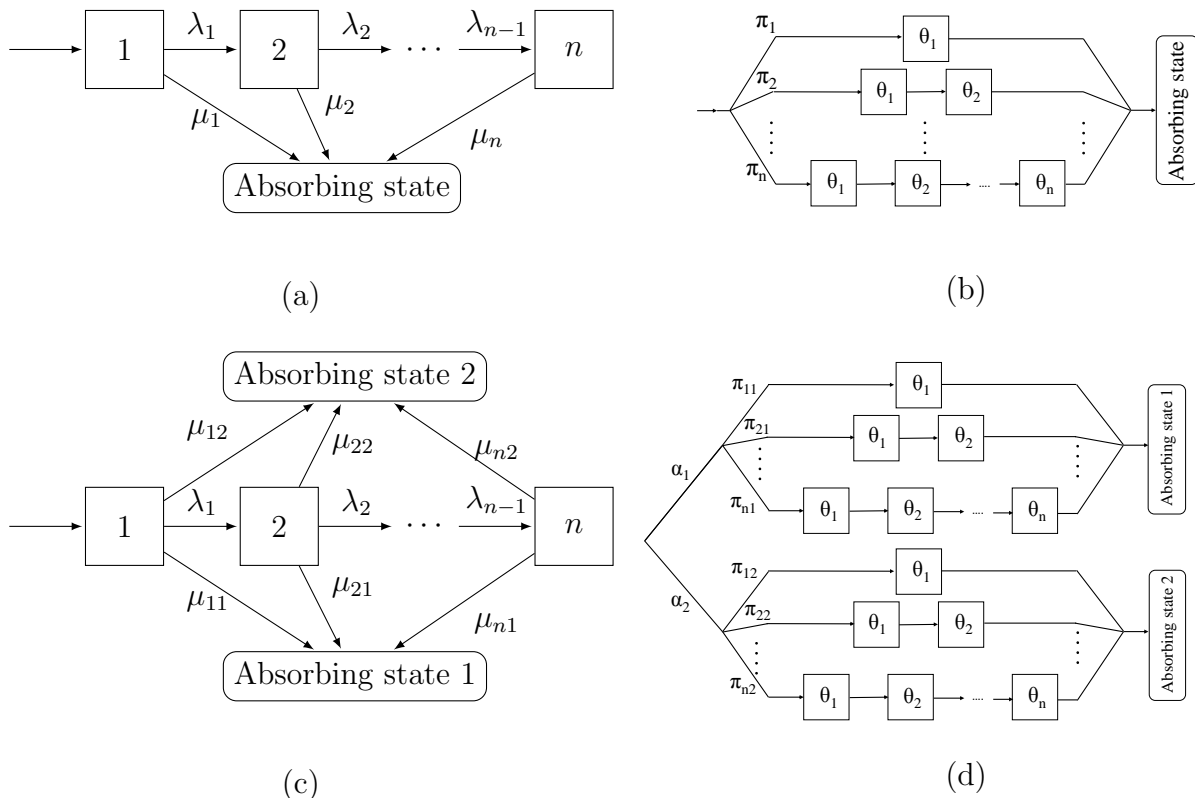 λ₁ λ₂ λₙ₋₁
1 2 ⋯ n
μ₁ μ₂ μₙ
Absorbing state
(a)
π₁ θ₁
π₂ θ₁ θ₂
πₙ θ₁ θ₂ .... θₙ
Absorbing state
(b)
Absorbing state 2
μ₁₂ μ₂₂ μₙ₂
λ₁ λ₂ λₙ₋₁
1 2 ⋯ n
μ₁₁ μ₂₁ μₙ₁
Absorbing state 1
(c)
π₁₁ θ₁
π₂₁ θ₁ θ₂
πₙ₁ θ₁ θ₂ .... θₙ
Absorbing state 1
α₁
α₂
π₁₂ θ₁
π₂₂ θ₁ θ₂
πₙ₂ θ₁ θ₂ .... θₙ
Absorbing state 2
(d)